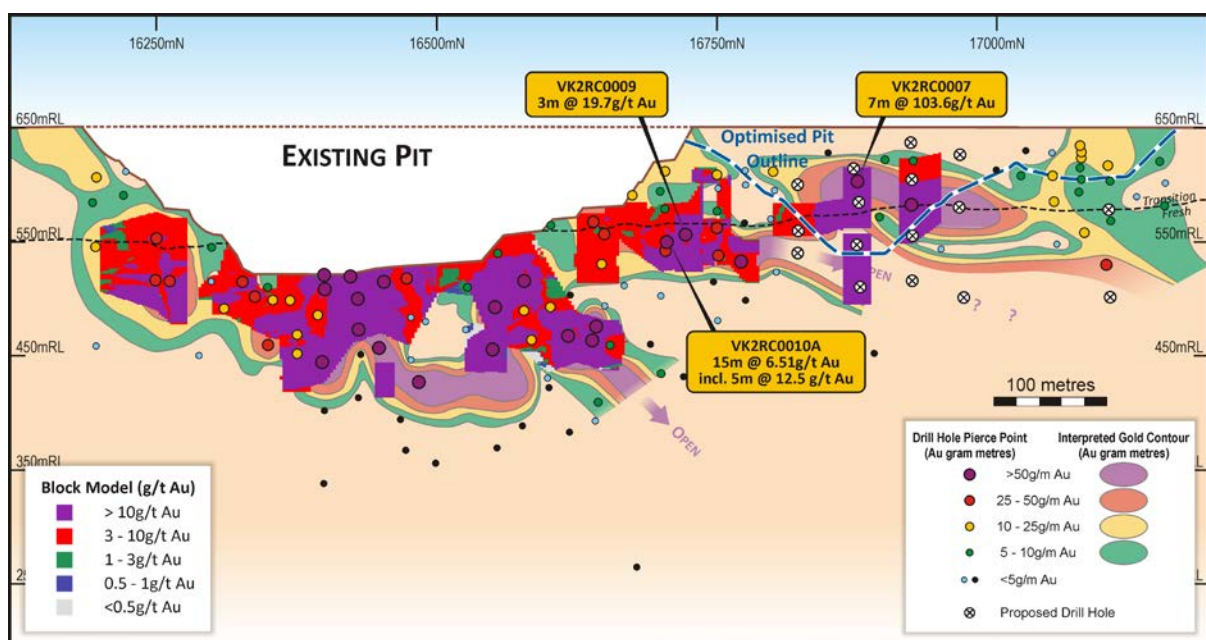 16250mN
16500mN
16750mN
17000mN
VK2RC0009
3m @ 19.7g/t Au
VK2RC0007
7m @ 103.6g/t Au
650mRL
650mRL
EXISTING PIT
Optimised Pit
Outline
Transition
Fresh
550mRL
550mRL
OPEN
? ?
VK2RC0010A
15m @ 6.51g/t Au
incl. 5m @ 12.5 g/t Au
450mRL
450mRL
100 metres
OPEN
350mRL
Drill Hole Pierce Point
(Au gram metres)
Interpreted Gold Contour
(Au gram metres)
>50g/m Au
25 - 50g/m Au
10 - 25g/m Au
5 - 10g/m Au
<5g/m Au
Proposed Drill Hole
Block Model (g/t Au)
> 10g/t Au
3 - 10g/t Au
1 - 3g/t Au
0.5 - 1g/t Au
<0.5g/t Au